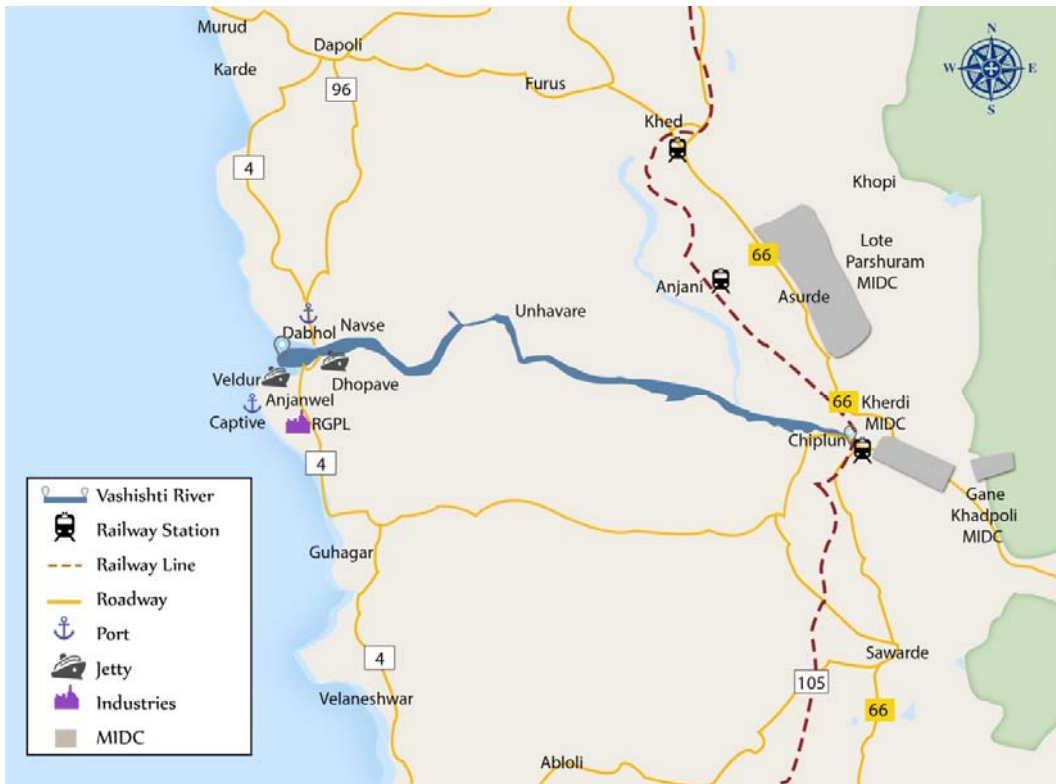 Murud
Dapoli
Karde
96
Furus
N
W
E
S
Khed
4
Khopi
66
Lote
Parshuram
MIDC
Anjani
Asurde
Unhavare
Dabhol
Navse
Veldur
Dhopave
Anjanwel
Captive
RGPL
66
Kherdi
MIDC
Chiplun
4
Gane
Khadpoli
MIDC
Guhagar
4
Sawarde
105
66
Velaneshwar
Abloli
Vashishti River
Railway Station
Railway Line
Roadway
Port
Jetty
Industries
MIDC